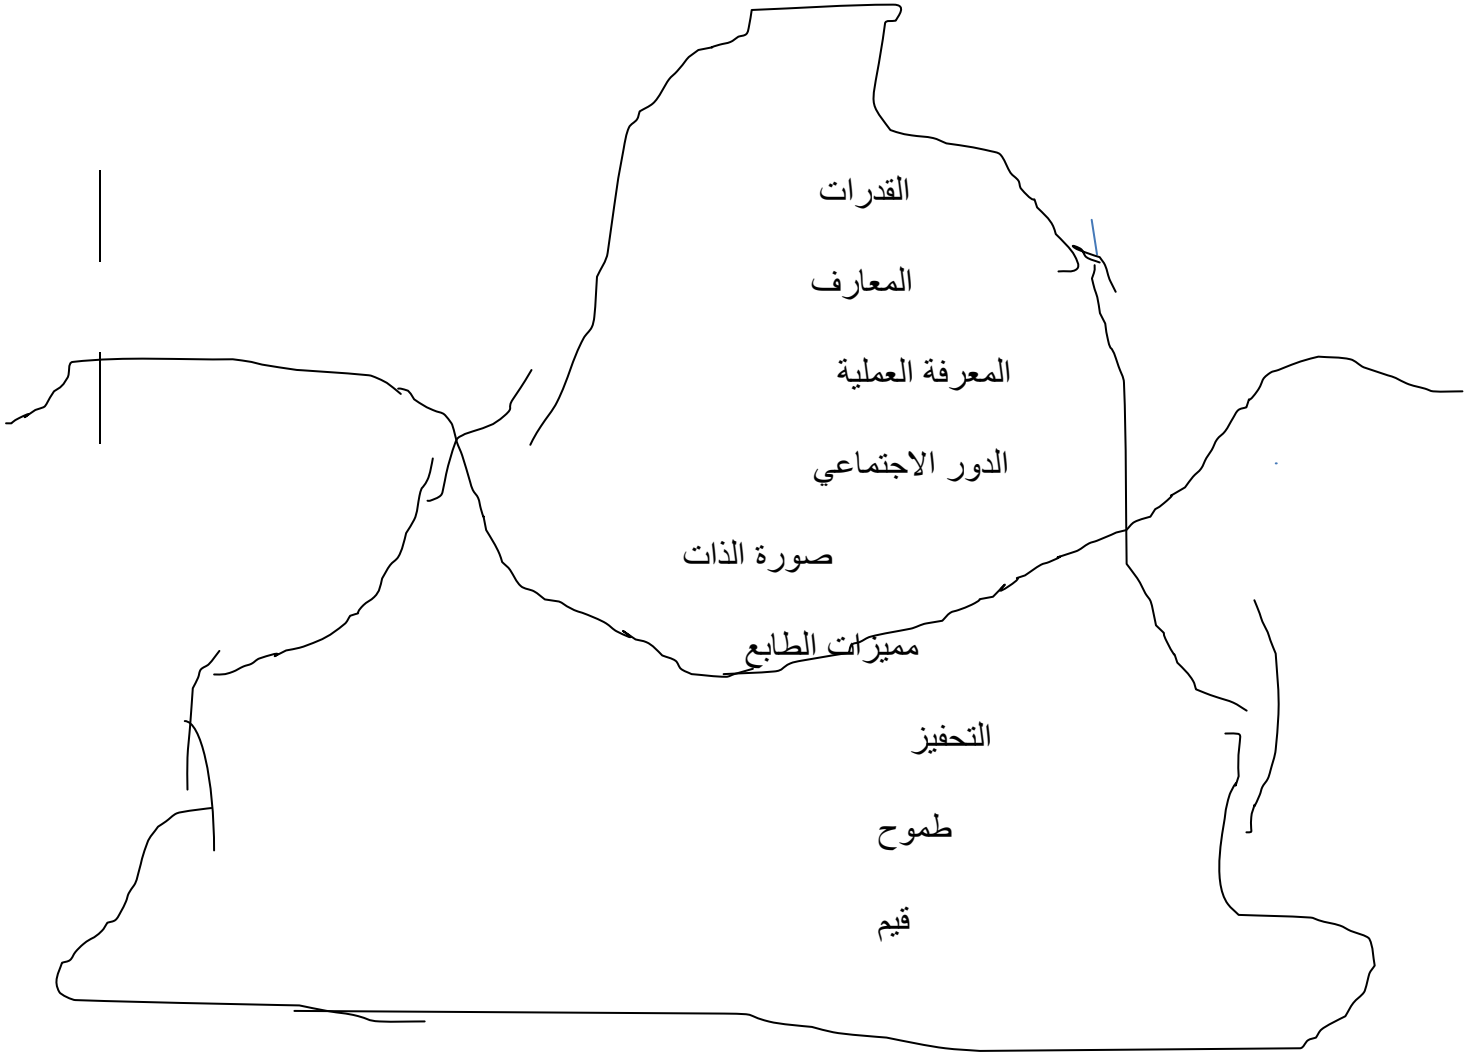 القدرات
المعارف
المعرفة العملية
الدور الاجتماعي
صورة الذات
مميزات الطابع
التحفيز
طموح
قيم